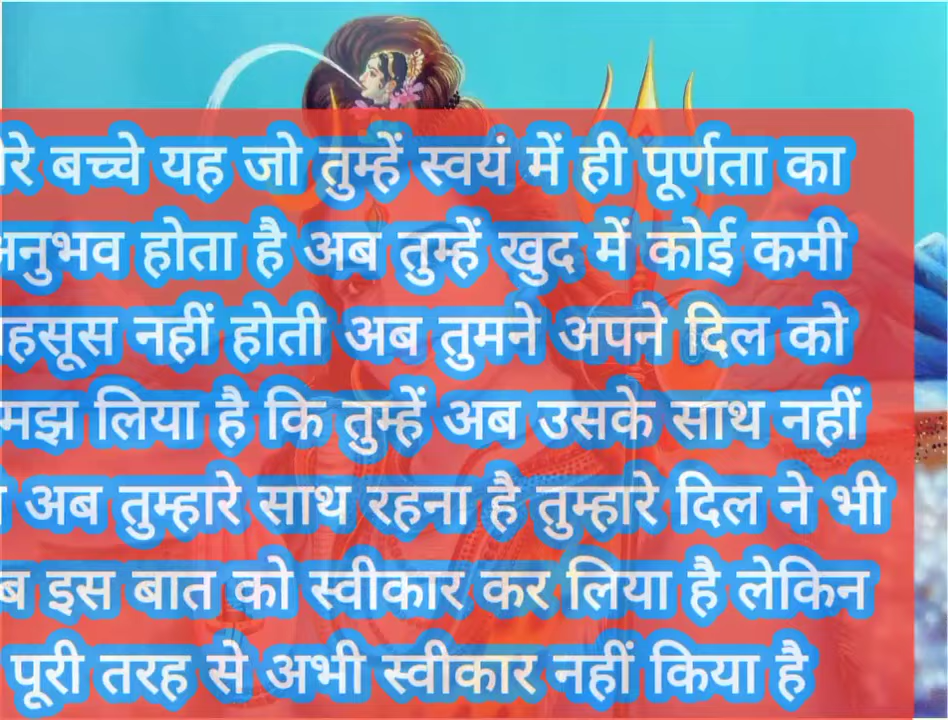 रे बच्चे यह जो तुम्हें स्वयं में ही पूर्णता का
अनुभव होता है अब तुम्हें खुद में कोई कमी
हसूस नहीं होती अब तुमने अपने दिल को
मझ लिया है कि तुम्हें अब उसके साथ नहीं
अब तुम्हारे साथ रहना है तुम्हारे दिल ने भी
ब इस बात को स्वीकार कर लिया है लेकिन
पूरी तरह से अभी स्वीकार नहीं किया है